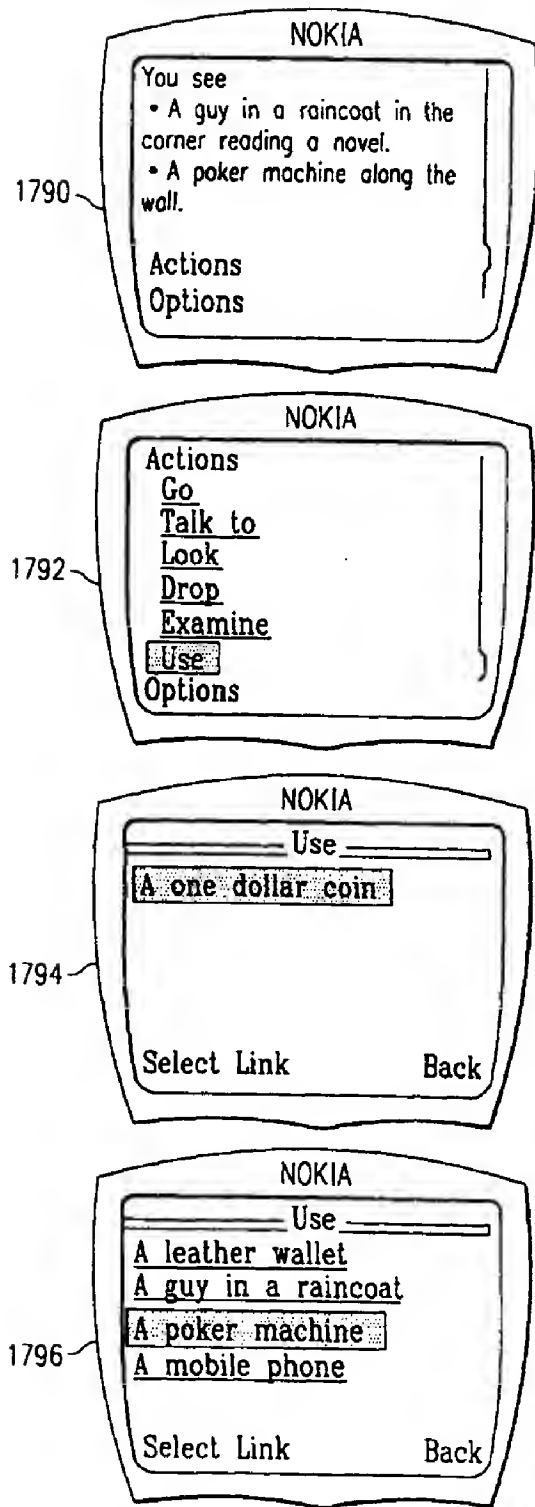 NOKIA
You see
• A guy in a raincoat in the
corner reading a novel.
• A poker machine along the
wall.
1790
Actions
Options
NOKIA
Actions
Go
Talk to
Look
1792
Drop
Examine
Use
Options
NOKIA
Use
A one dollar coin
1794
Select Link Back
NOKIA
Use
A leather wallet
A guy in a raincoat
1796
A poker machine
A mobile phone
Select Link Back